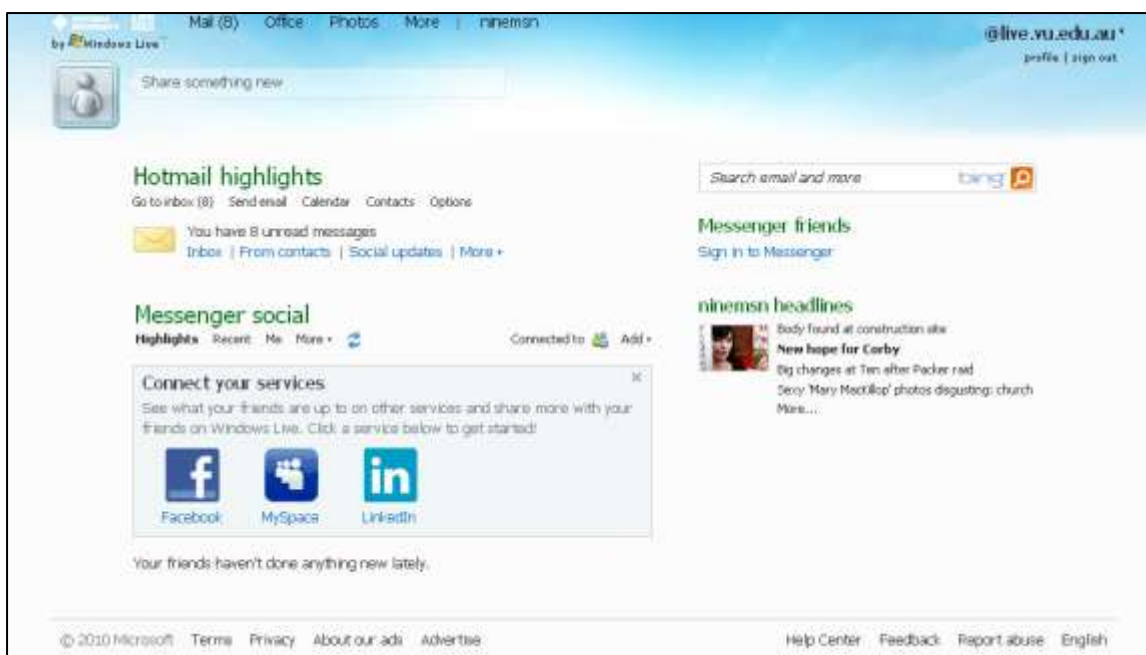 Mail (8) Office Photos More | ninemsn
by Windows Live™
@live.vu.edu.au
profile | sign out
Share something new
Hotmail highlights
Go to inbox (8) Send email Calendar Contacts Options
You have 8 unread messages
Inbox | From contacts | Social updates | More
Messenger social
Highlights Recent Me More
Connected to Add
Connect your services
See what your friends are up to on other services and share more with your
friends on Windows Live. Click a service below to get started!
Facebook MySpace LinkedIn
Your friends haven't done anything new lately.
Search email and more bing
Messenger friends
Sign in to Messenger
ninemsn headlines
Body found at construction site
New hope for Corby
Big changes at Ten after Packer raid
Sexy 'Mary MacKillop' photos disgusting: church
More...
© 2010 Microsoft Terms Privacy About our ads Advertise
Help Center Feedback Report abuse English